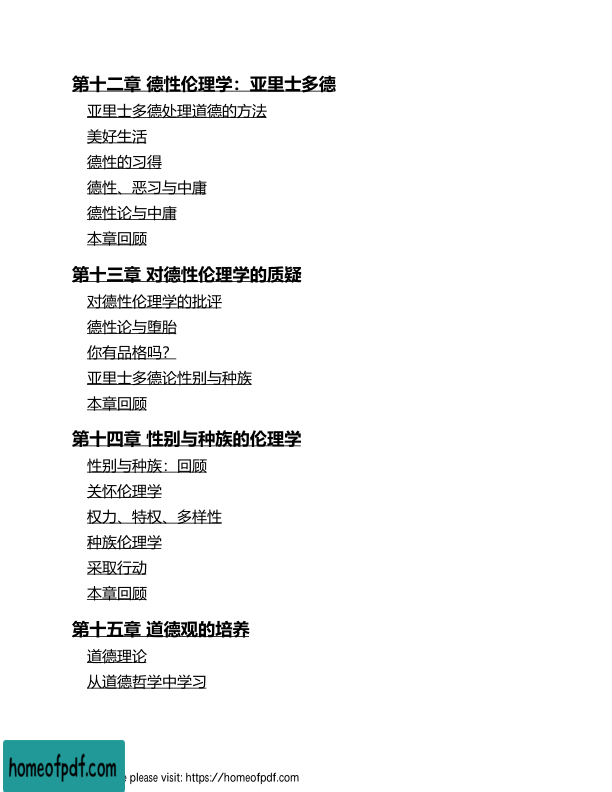 第十二章 德性伦理学：亚里士多德
亚里士多德处理道德的方法
美好生活
德性的习得
德性、恶习与中庸
德性论与中庸
本章回顾
第十三章 对德性伦理学的质疑
对德性伦理学的批评
德性论与堕胎
你有品格吗？
亚里士多德论性别与种族
本章回顾
第十四章 性别与种族的伦理学
性别与种族：回顾
关怀伦理学
权力、特权、多样性
种族伦理学
采取行动
本章回顾
第十五章 道德观的培养
道德理论
从道德哲学中学习
homeofpdf.com
e please visit: https://homeofpdf.com